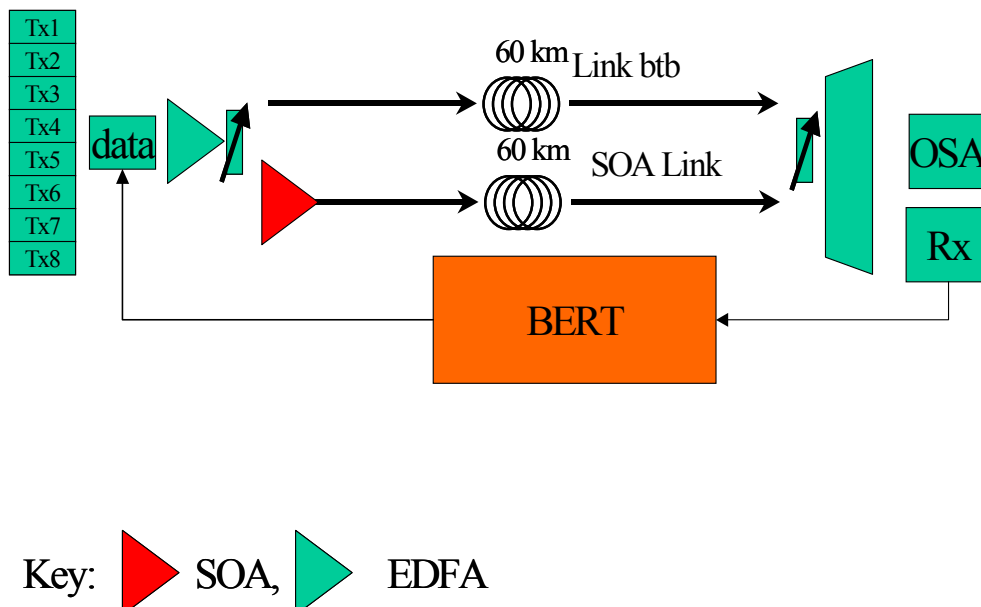 Tx1
Tx2
Tx3
Tx4
Tx5
Tx6
Tx7
Tx8
data
60 km
Link btb
60 km
SOA Link
OSA
Rx
BERT
Key: SOA, EDFA